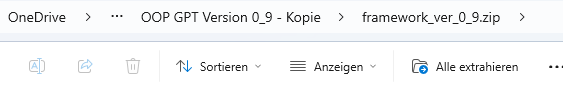 OneDrive > ··· OOP GPT Version 0_9 - Kopie > framework_ver_0_9.zip >
Sortieren Anzeigen Alle extrahieren ···